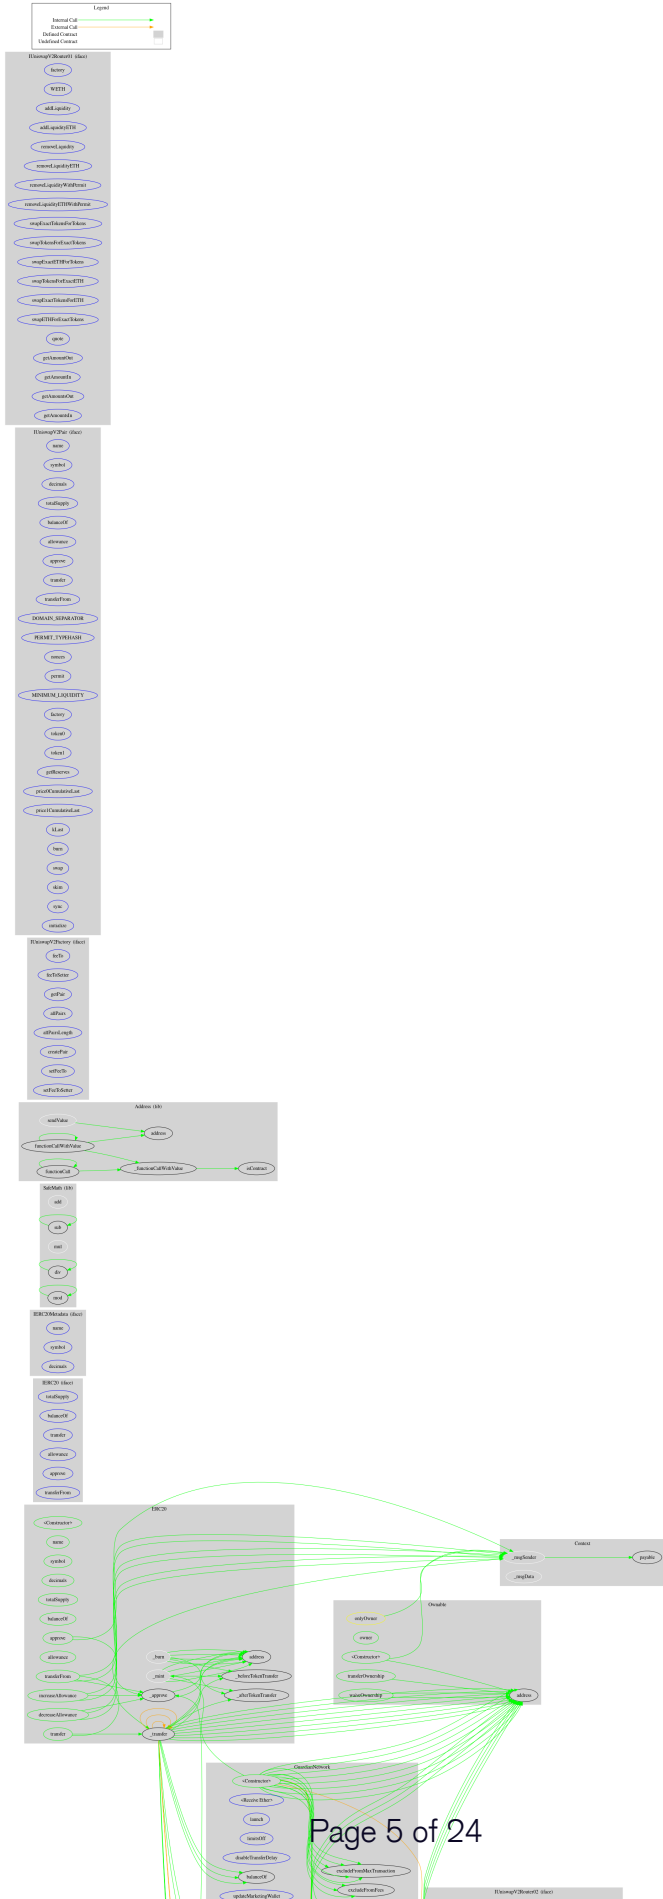 Legend
Internal Call
External Call
Defined Contract
Undefined Contract
IUniswapV2Router01 (iface)
factory
WETH
addLiquidity
addLiquidityETH
removeLiquidity
removeLiquidityETH
removeLiquidityWithPermit
removeLiquidityETHWithPermit
swapExactTokensForTokens
swapTokensForExactTokens
swapExactETHForTokens
swapTokensForExactETH
swapExactTokensForETH
swapETHForExactTokens
quote
getAmountOut
getAmountIn
getAmountsOut
getAmountsIn
IUniswapV2Pair (iface)
name
symbol
decimals
totalSupply
balanceOf
allowance
approve
transfer
transferFrom
DOMAIN_SEPARATOR
PERMIT_TYPEHASH
nonces
permit
MINIMUM_LIQUIDITY
factory
token0
token1
getReserves
price0CumulativeLast
price1CumulativeLast
kLast
burn
swap
skim
sync
initialize
IUniswapV2Factory (iface)
feeTo
feeToSetter
getPair
allPairs
allPairsLength
createPair
setFeeTo
setFeeToSetter
Address (lib)
sendValue
address
functionCallWithValue
functionCall
_functionCallWithValue
isContract
SafeMath (lib)
add
sub
mul
div
mod
IERC20Metadata (iface)
name
symbol
decimals
IERC20 (iface)
totalSupply
balanceOf
transfer
allowance
approve
transferFrom
ERC20
<Constructor>
name
symbol
decimals
totalSupply
balanceOf
approve
allowance
transferFrom
increaseAllowance
decreaseAllowance
transfer
_burn
_mint
_approve
_transfer
address
_beforeTokenTransfer
_afterTokenTransfer
Context
_msgSender
payable
_msgData
Ownable
onlyOwner
owner
<Constructor>
transferOwnership
waiveOwnership
address
GuardianNetwork
<Constructor>
<Receive Ether>
launch
limitsOff
disableTransferDelay
balanceOf
updateMarketingWallet
excludeFromMaxTransaction
excludeFromFees
Page 5 of 24
IUniswapV2Router02 (iface)